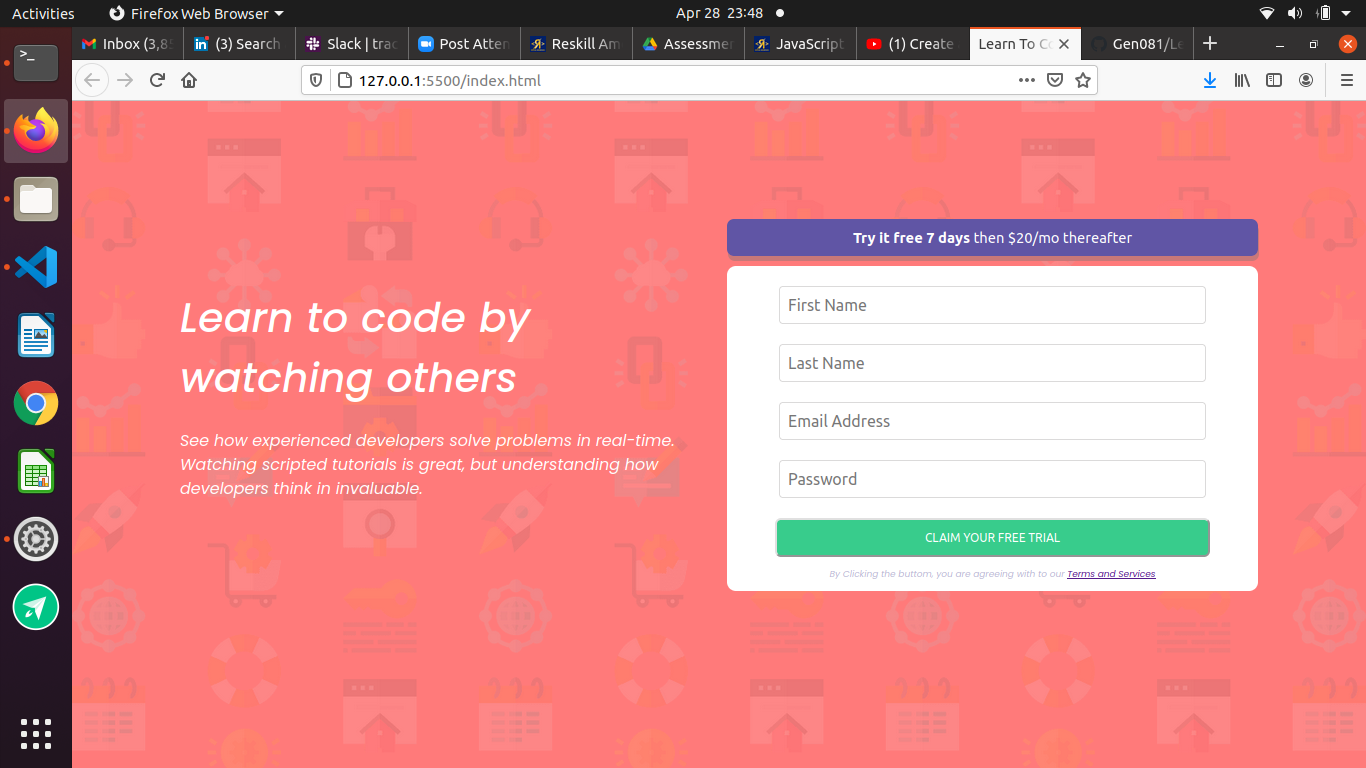 Activities
Firefox Web Browser
Apr 28 23:48
Inbox (3,8
(3) Search
Slack | trac
Post Atten
Reskill Am
Assessmen
JavaScript
(1) Create
Learn To Co
Gen081/Le
127.0.0.1:5500/index.html
Try it free 7 days then $20/mo thereafter
Learn to code by
watching others
See how experienced developers solve problems in real-time.
Watching scripted tutorials is great, but understanding how
developers think in invaluable.
First Name
Last Name
Email Address
Password
CLAIM YOUR FREE TRIAL
By Clicking the buttom, you are agreeing with to our Terms and Services